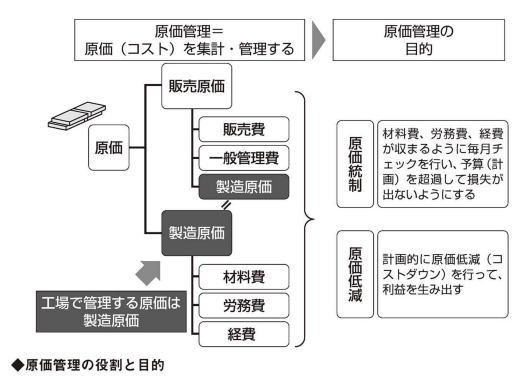 原価管理=
原価（コスト）を集計・管理する
原価管理の
目的
販売原価
販売費
一般管理費
製造原価
原価
製造原価
材料費
労務費
経費
工場で管理する原価は
製造原価
原価統制
材料費、労務費、経費
が収まるように毎月チ
ェックを行い、予算（計
画）を超過して損失が
出ないようにする
原価低減
計画的に原価低減（コ
ストダウン）を行って、
利益を生み出す
◆原価管理の役割と目的